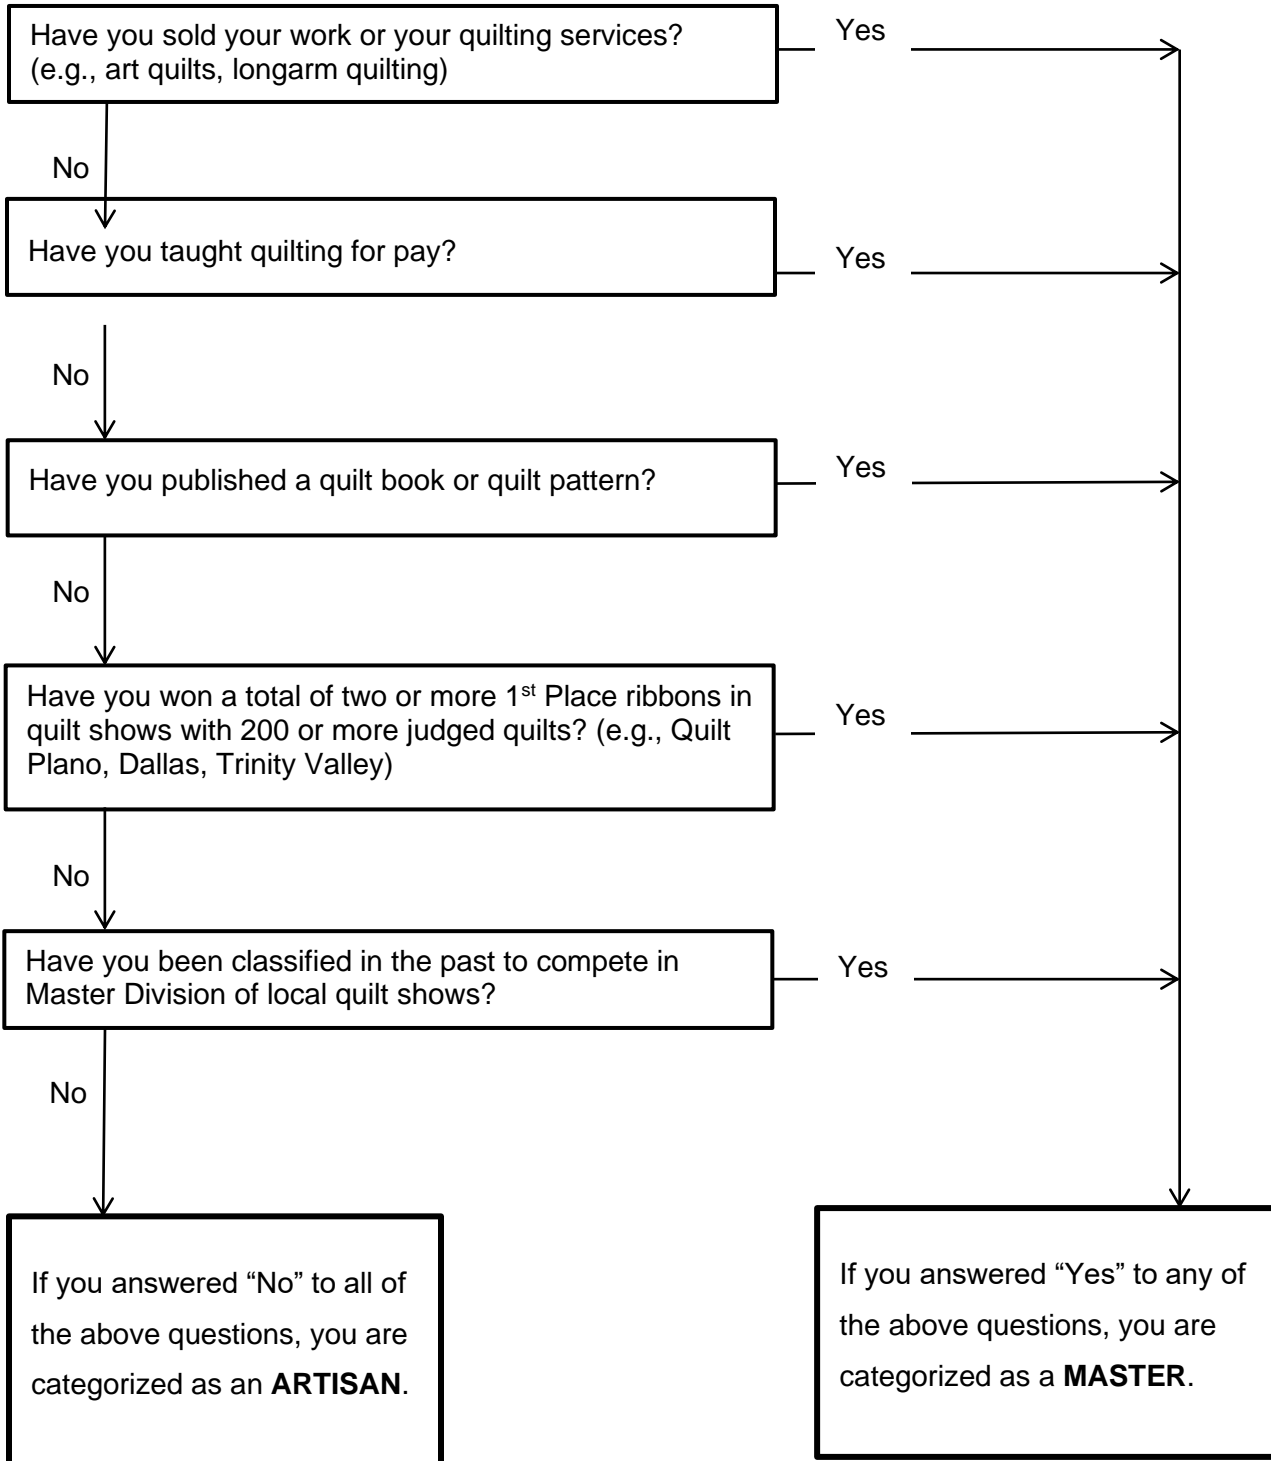 Have you sold your work or your quilting services?
(e.g., art quilts, longarm quilting)
Yes
No
Have you taught quilting for pay?
Yes
No
Have you published a quilt book or quilt pattern?
Yes
No
Have you won a total of two or more 1st Place ribbons in
quilt shows with 200 or more judged quilts? (e.g., Quilt
Plano, Dallas, Trinity Valley)
Yes
No
Have you been classified in the past to compete in
Master Division of local quilt shows?
Yes
No
If you answered “No” to all of
the above questions, you are
categorized as an ARTISAN.
If you answered “Yes” to any of
the above questions, you are
categorized as a MASTER.